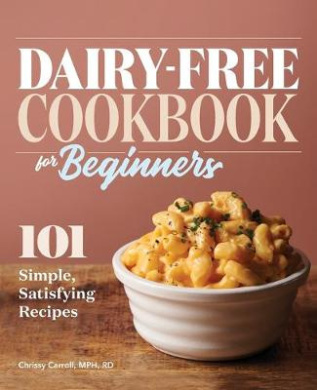 DAIRY-FREE
COOKBOOK
for Beginners
101
Simple,
Satisfying
Recipes
Chrissy Carroll, MPH, RD